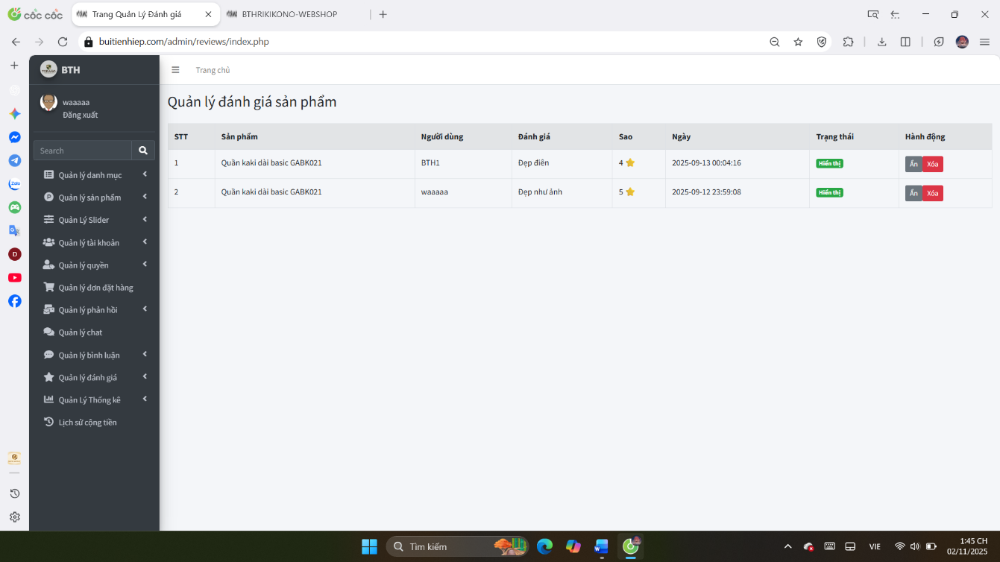 cốc cốc
Trang Quản Lý Đánh giá
BTHRIKIKONO-WEBSHOP
buitienhiep.com/admin/reviews/index.php
BTH
Trang chủ
waaaaa
Đăng xuất
Search
Quản lý danh mục
Quản lý sản phẩm
Quản Lý Slider
Quản lý tài khoản
Quản lý quyền
Quản lý đơn đặt hàng
Quản lý phản hồi
Quản lý chat
Quản lý bình luận
Quản lý đánh giá
Quản Lý Thống kê
Lịch sử cộng tiền
Zalo
D
Quản lý đánh giá sản phẩm
STT Sản phẩm Người dùng Đánh giá Sao Ngày Trạng thái Hành động
1 Quần kaki dài basic GABK021 BTH1 Đẹp điên 4 2025-09-13 00:04:16 Hiển thị Ẩn Xóa
2 Quần kaki dài basic GABK021 waaaaa Đẹp như ảnh 5 2025-09-12 23:59:08 Hiển thị Ẩn Xóa
Tìm kiếm
VIE
1:45 CH
02/11/2025